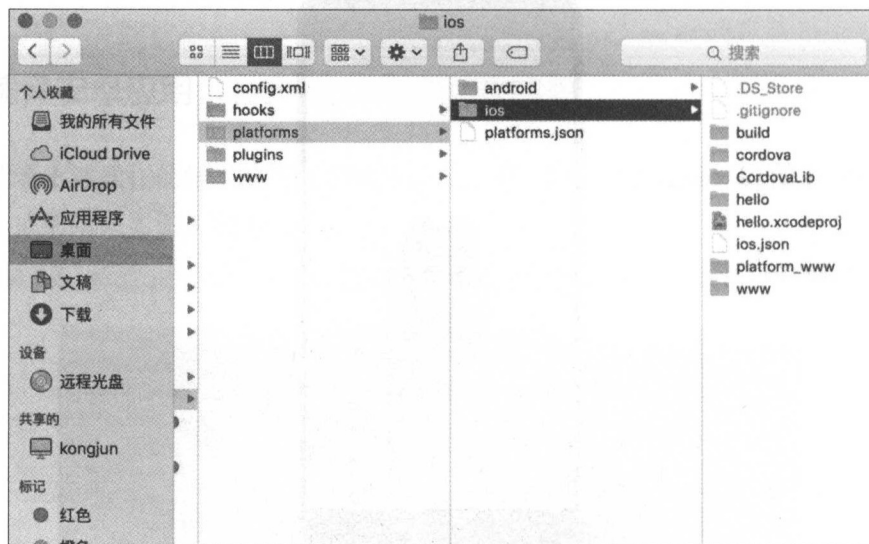 ios
搜索
个人收藏
我的所有文件
iCloud Drive
AirDrop
应用程序
桌面
文稿
下载
设备
远程光盘
共享的
kongjun
标记
红色
橙色
config.xml
hooks
platforms
plugins
www
android
ios
platforms.json
.DS_Store
.gitignore
build
cordova
CordovaLib
hello
hello.xcodeproj
ios.json
platform_www
www